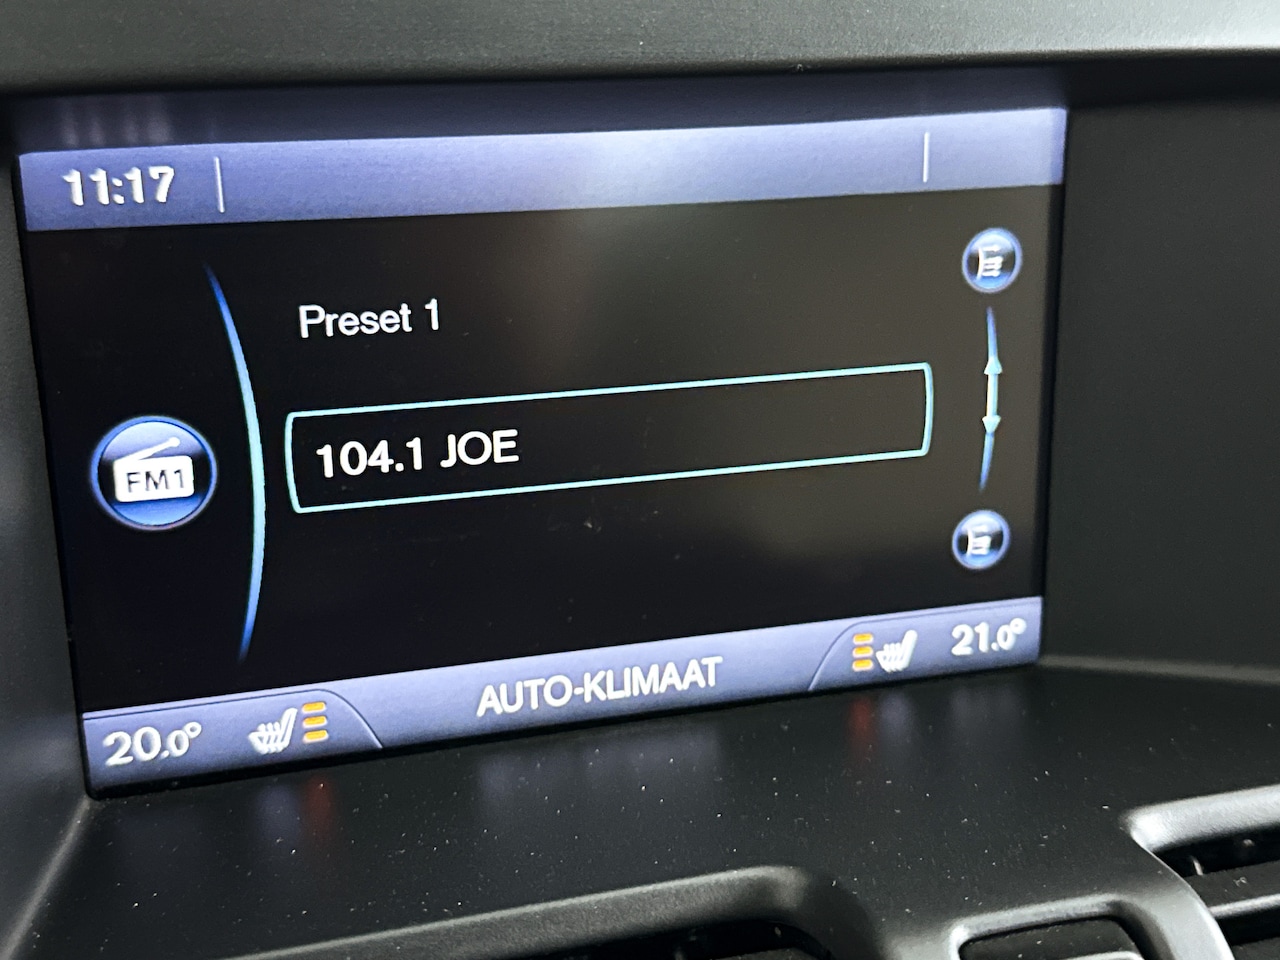 11:17
Preset 1
104.1 JOE
FM1
AUTO-KLIMAAT
20.0°
21.0°